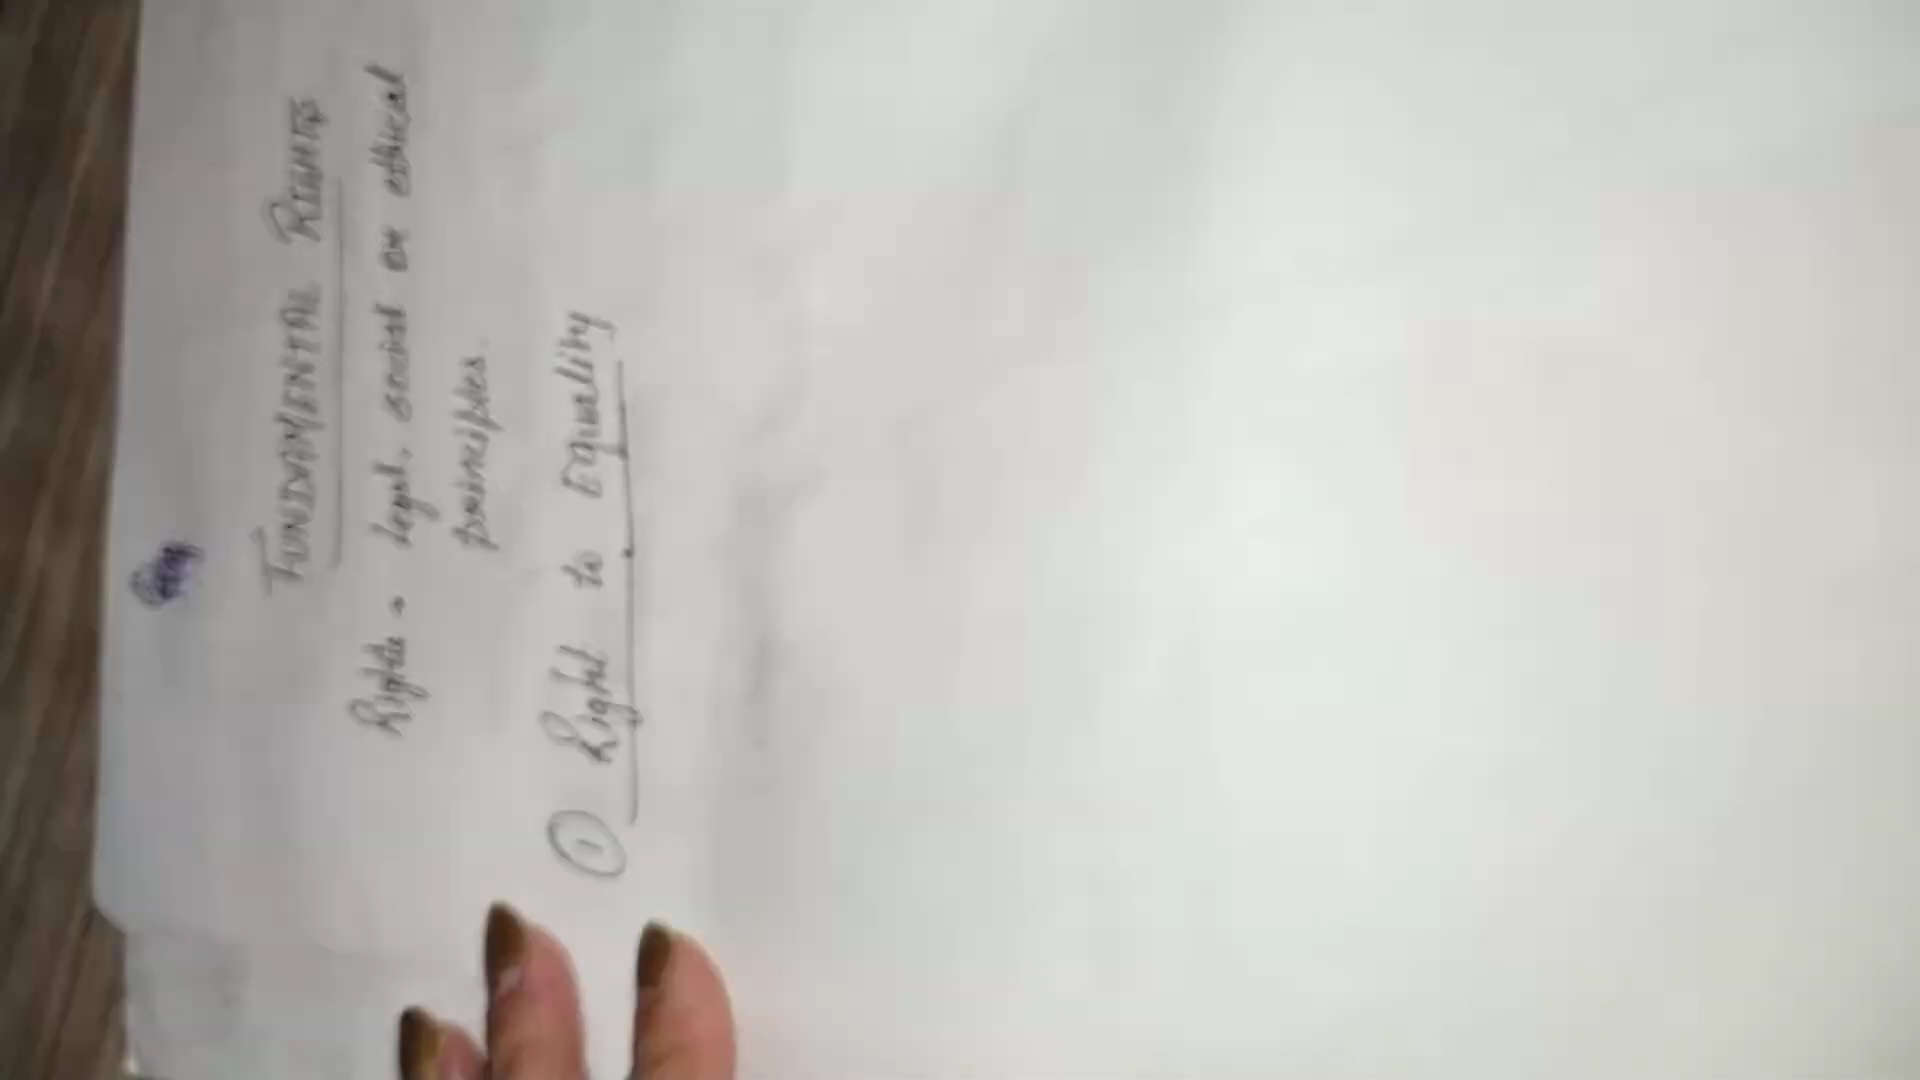 FUNDAMENTAL RIGHTS
Rights - Legal, social or ethical
principles.
① Right to Equality